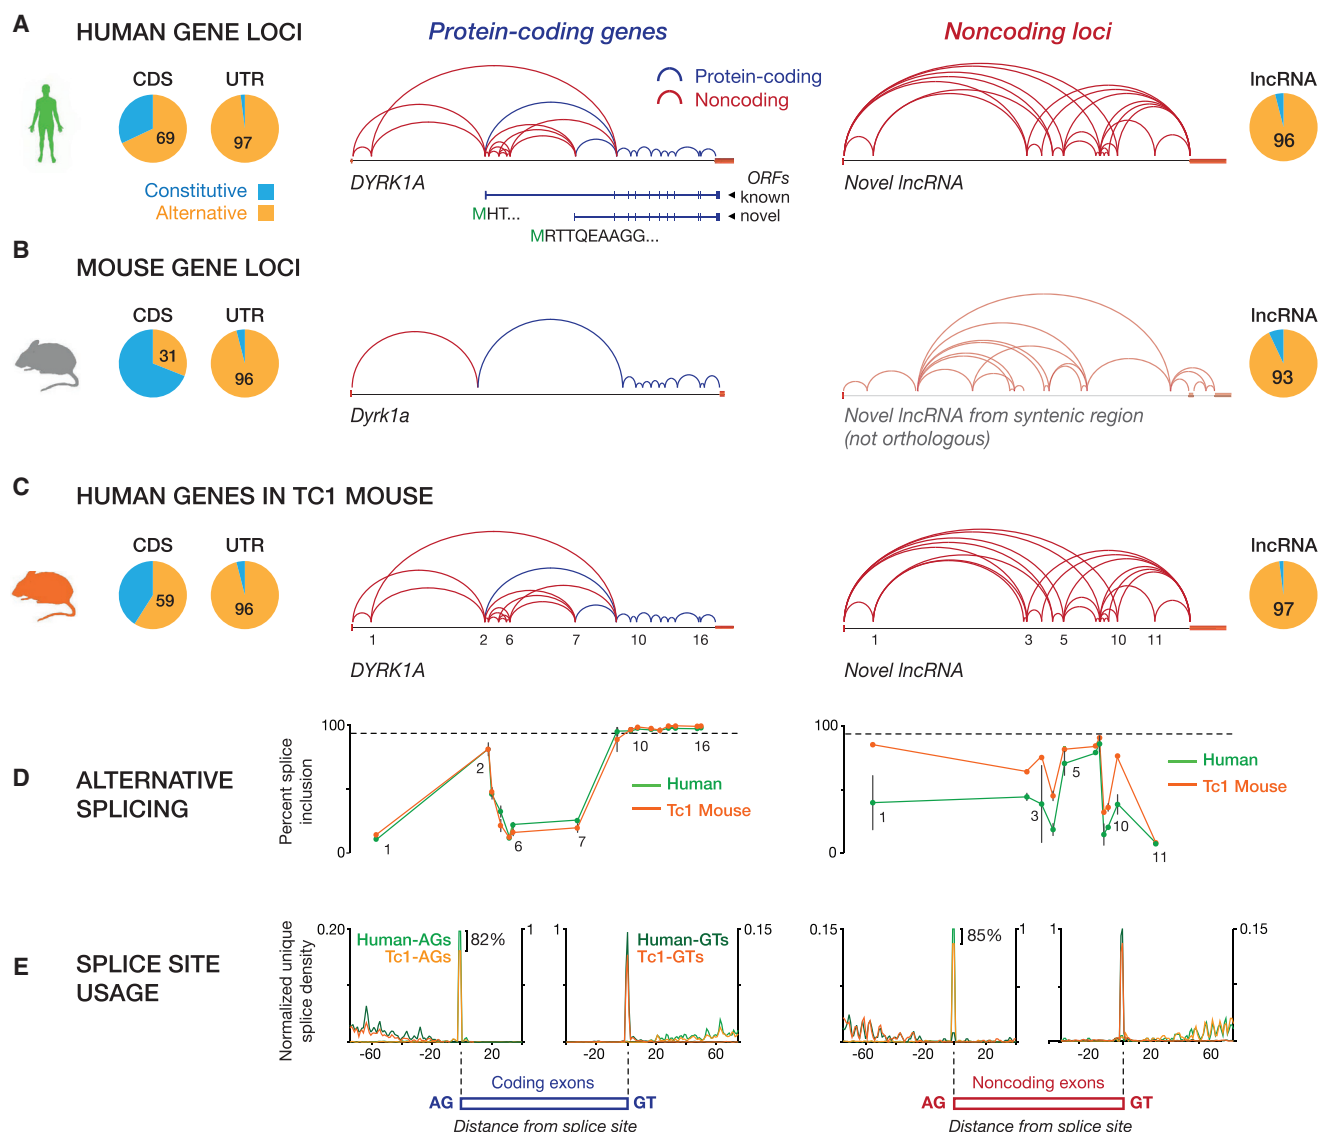 A
HUMAN GENE LOCI
Protein-coding genes
Noncoding loci
CDS
UTR
69
97
Constitutive
Alternative
Protein-coding
Noncoding
DYRK1A
ORFs
known
novel
MHT...
MRTTQEAAGG...
Novel lncRNA
lncRNA
96
B
MOUSE GENE LOCI
CDS
UTR
31
96
Dyrk1a
Novel lncRNA from syntenic region
(not orthologous)
lncRNA
93
C
HUMAN GENES IN TC1 MOUSE
CDS
UTR
59
96
1 2 6 7 10 16
DYRK1A
1 3 5 10 11
Novel lncRNA
lncRNA
97
D
ALTERNATIVE
SPLICING
Percent splice
inclusion
100
0
1
2
6
7
10
16
Human
Tc1 Mouse
100
0
1
3
5
10
11
Human
Tc1 Mouse
E
SPLICE SITE
USAGE
Normalized unique
splice density
0.20
Human-AGs
Tc1-AGs
82%
1
-60 -20 20
1
Human-GTs
Tc1-GTs
0.15
-20 20 60
0.15
85%
1
-60 -20 20
1
0.15
-20 20 60
Coding exons
AG
GT
Distance from splice site
Noncoding exons
AG
GT
Distance from splice site